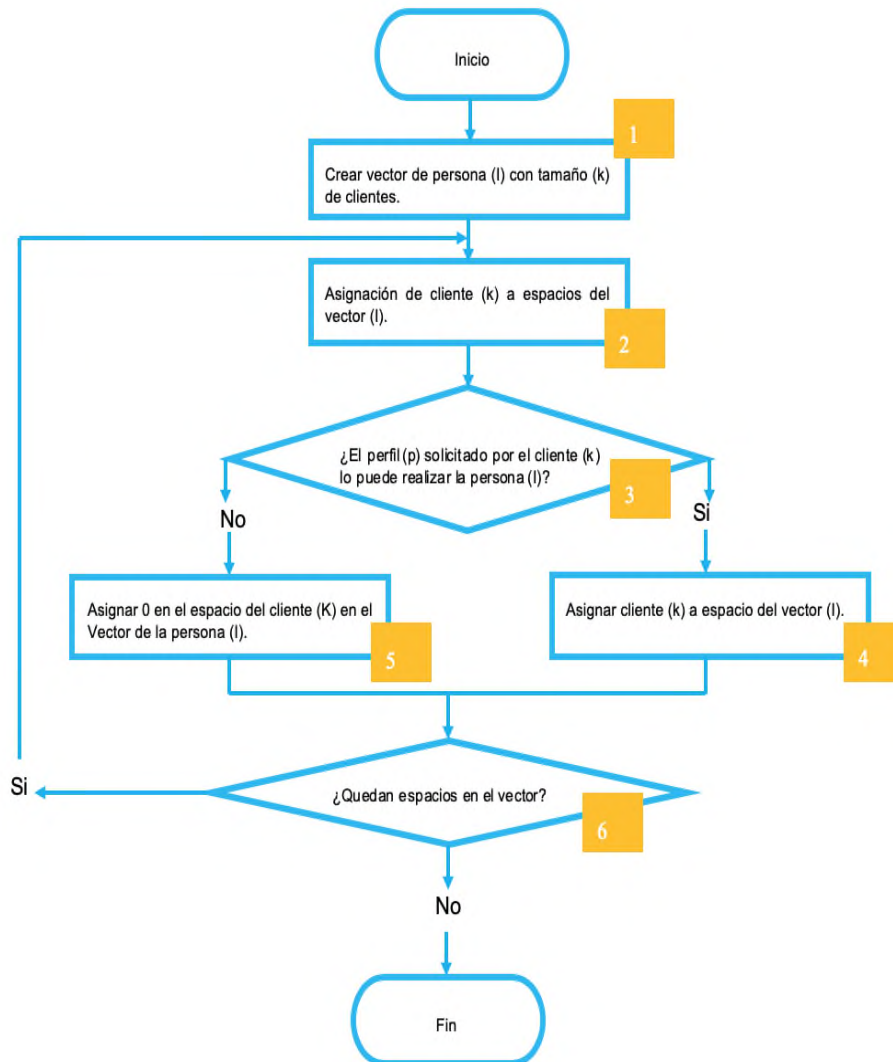 Inicio
1
Crear vector de persona (I) con tamaño (k)
de clientes.
Asignación de cliente (k) a espacios del
vector (I).
2
¿El perfil (p) solicitado por el cliente (k)
lo puede realizar la persona (I)?
3
No
Si
Asignar 0 en el espacio del cliente (K) en el
Vector de la persona (I).
5
Asignar cliente (k) a espacio del vector (I).
4
¿Quedan espacios en el vector?
6
Si
No
Fin